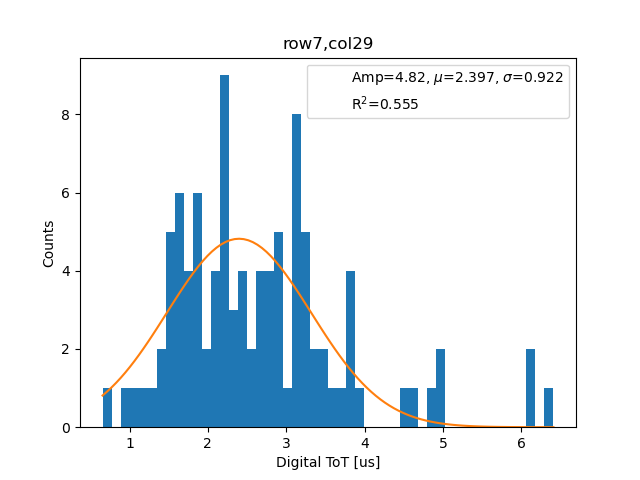 row7,col29
Amp=4.82, μ=2.397, σ=0.922
R²=0.555
8
6
4
2
0
Counts
1 2 3 4 5 6
Digital ToT [us]